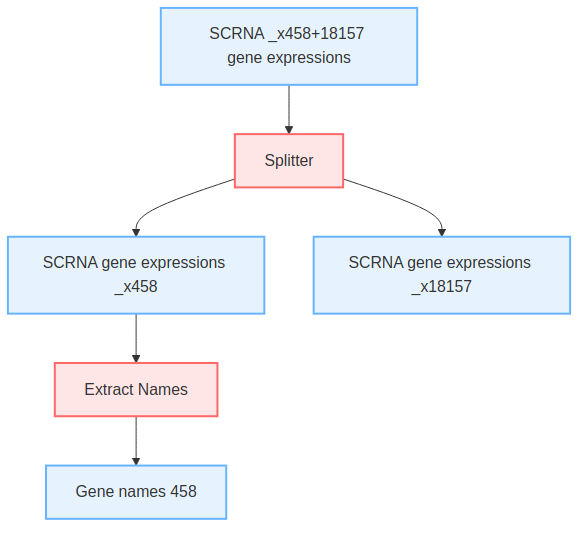 SCRNA _x458+18157
gene expressions
Splitter
SCRNA gene expressions
_x458
SCRNA gene expressions
_x18157
Extract Names
Gene names 458